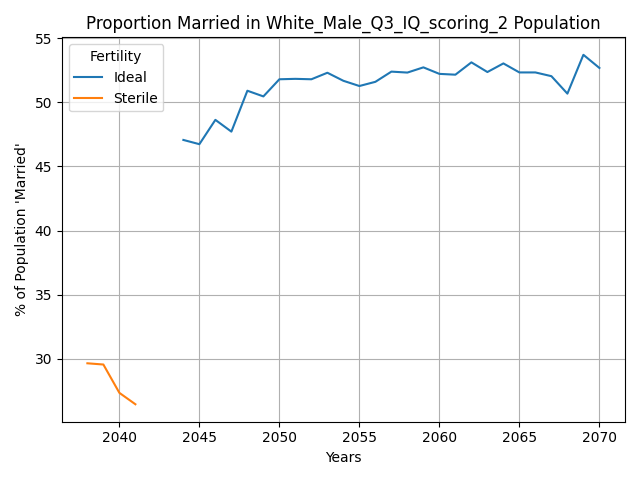 Proportion Married in White_Male_Q3_IQ_scoring_2 Population
% of Population 'Married'
55
50
45
40
35
30
Fertility
Ideal
Sterile
2040 2045 2050 2055 2060 2065 2070
Years